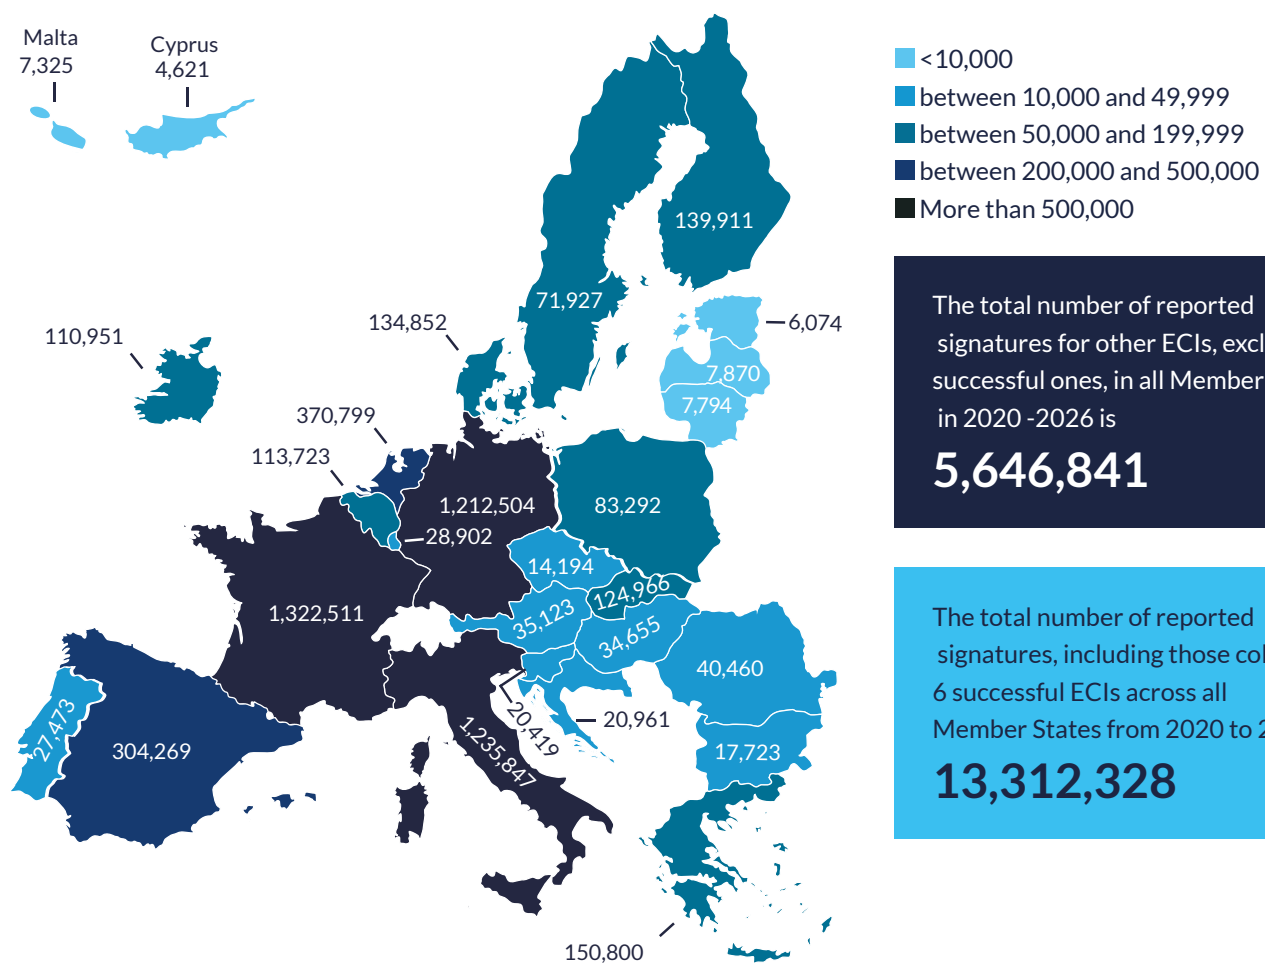 Malta
7,325
Cyprus
4,621
<10,000
between 10,000 and 49,999
between 50,000 and 199,999
between 200,000 and 500,000
More than 500,000
139,911
71,927
134,852
6,074
110,951
7,870
7,794
370,799
113,723
1,212,504
83,292
28,902
14,194
124,966
1,322,511
35,123
34,655
40,460
27,473
304,269
20,961
20,419
1,235,847
17,723
150,800
The total number of reported
signatures for other ECIs, excl
successful ones, in all Member
in 2020 -2026 is
5,646,841
The total number of reported
signatures, including those col
6 successful ECIs across all
Member States from 2020 to 2
13,312,328